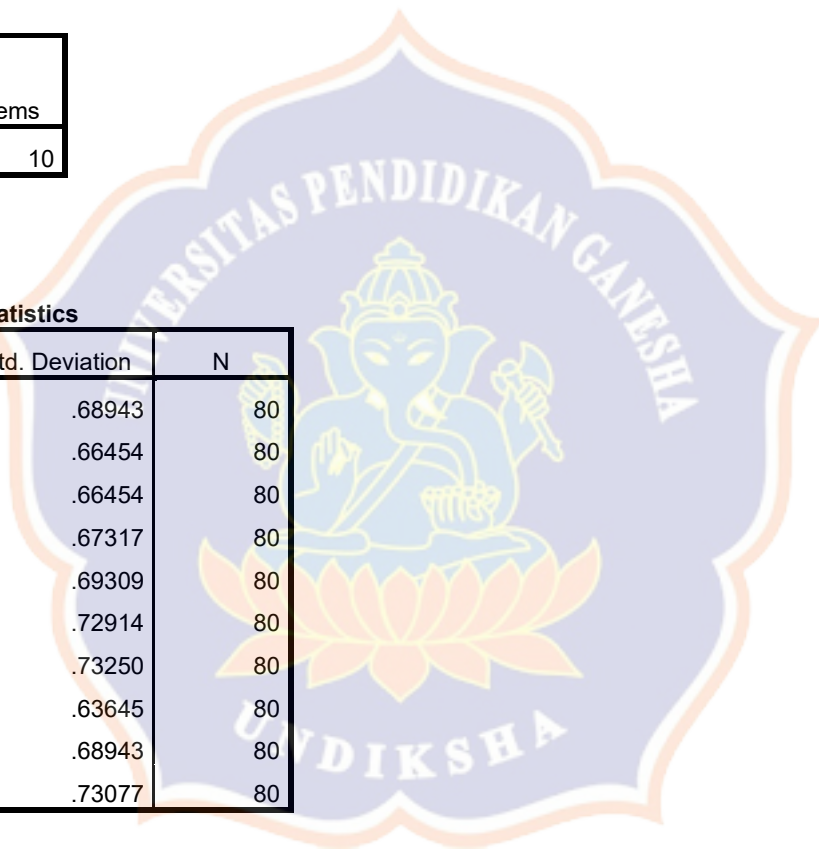 ems
10
atistics
td. Deviation N
.68943 80
.66454 80
.66454 80
.67317 80
.69309 80
.72914 80
.73250 80
.63645 80
.68943 80
.73077 80
UNIVERSITAS PENDIDIKAN GANESHA
UNDIKSHA